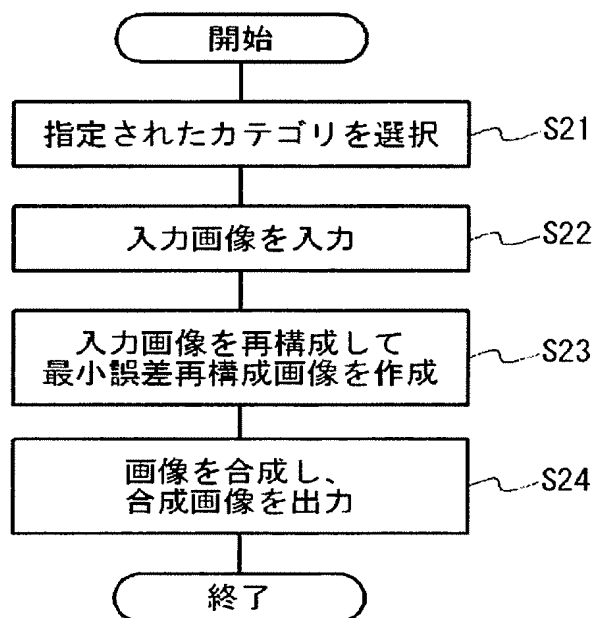 開始
指定されたカテゴリを選択
S21
入力画像を入力
S22
入力画像を再構成して
最小誤差再構成画像を作成
S23
画像を合成し、
合成画像を出力
S24
終了